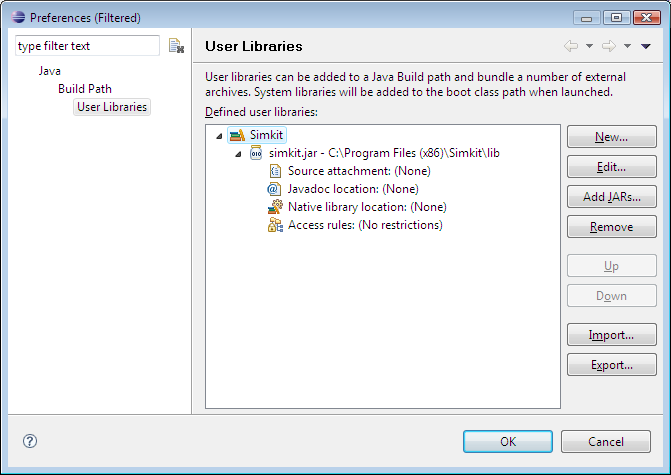 Preferences (Filtered)
type filter text
Java
Build Path
User Libraries
User Libraries
User libraries can be added to a Java Build path and bundle a number of external
archives. System libraries will be added to the boot class path when launched.
Defined user libraries:
Simkit
simkit.jar - C:\Program Files (x86)\Simkit\lib
Source attachment: (None)
Javadoc location: (None)
Native library location: (None)
Access rules: (No restrictions)
New...
Edit...
Add JARs...
Remove
Up
Down
Import...
Export...
OK
Cancel